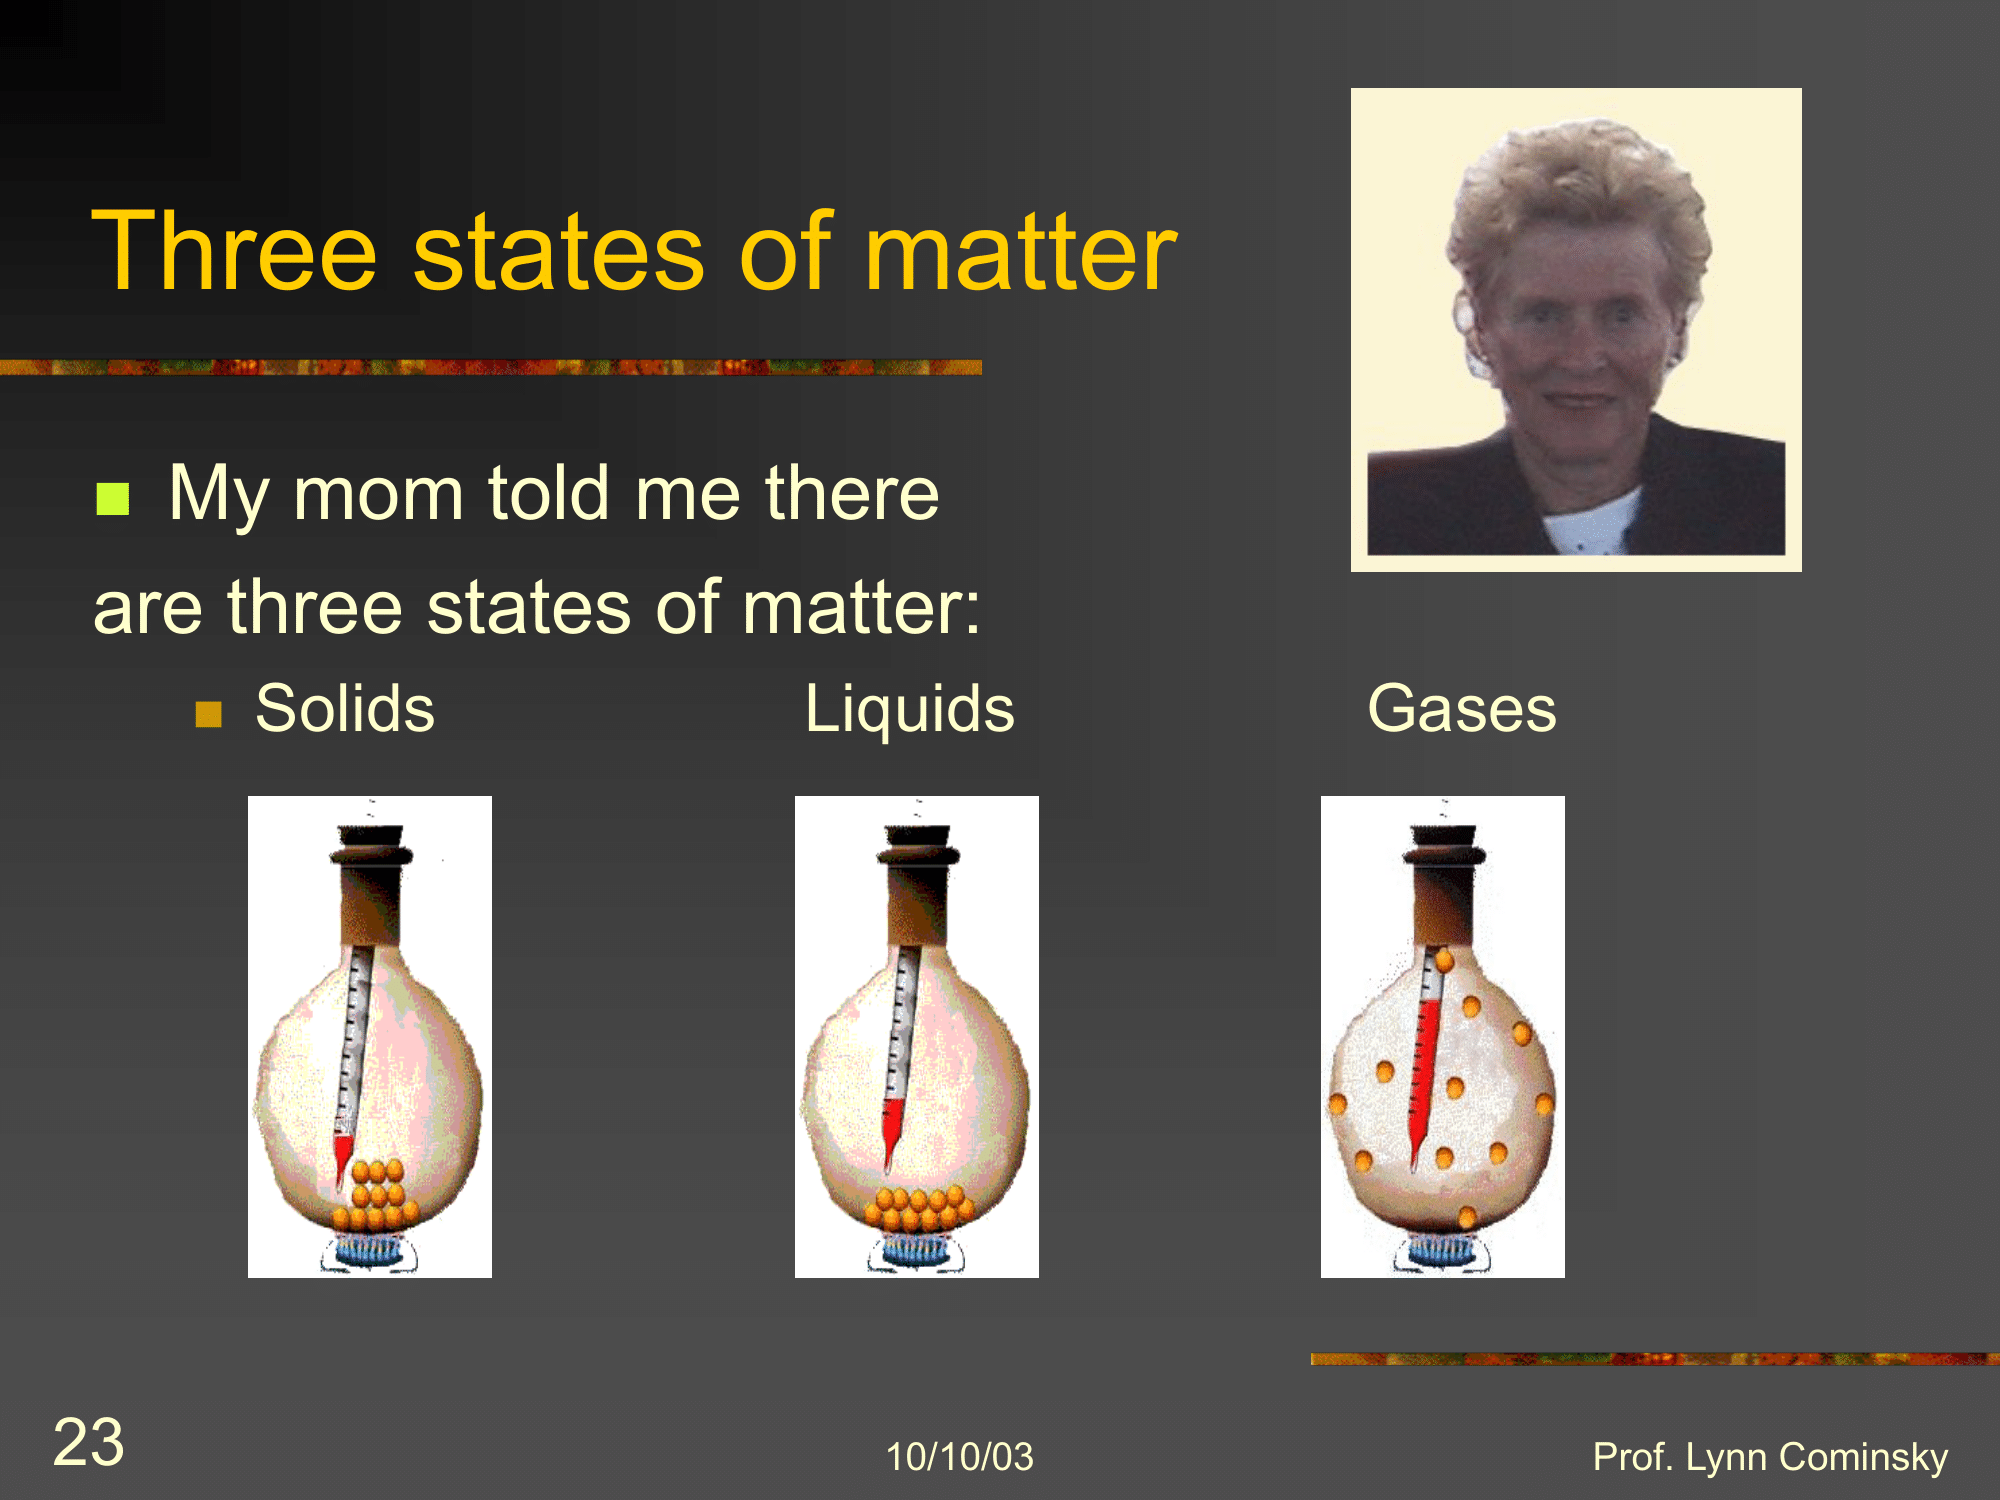 Three states of matter
My mom told me there
are three states of matter:
Solids Liquids Gases
23 10/10/03 Prof. Lynn Cominsky